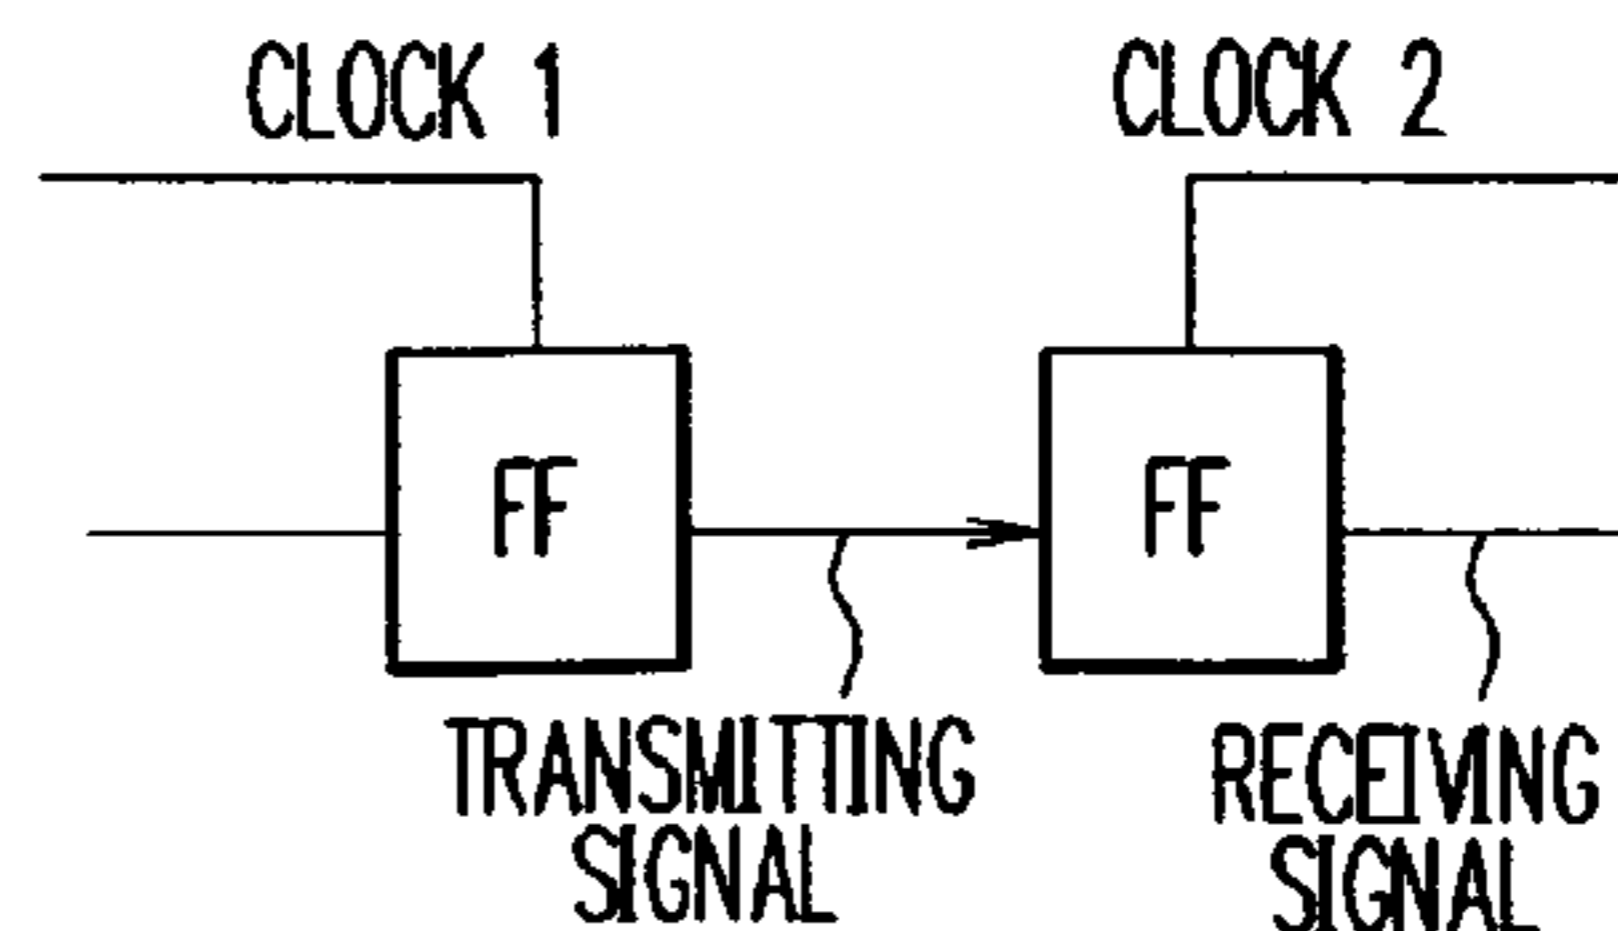 CLOCK 1
CLOCK 2
FF
FF
TRANSMITTING
SIGNAL
RECEIVING
SIGNAL